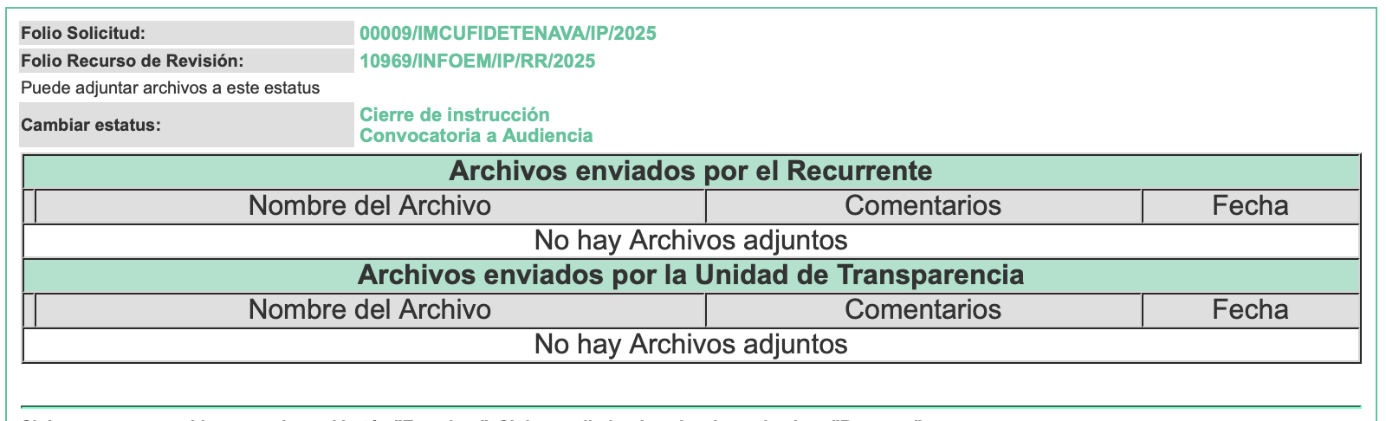 Folio Solicitud: 00009/IMCUFIDETENAVA/IP/2025
Folio Recurso de Revisión: 10969/INFOEM/IP/RR/2025
Puede adjuntar archivos a este estatus
Cambiar estatus: Cierre de instrucción
Convocatoria a Audiencia
Archivos enviados por el Recurrente
Nombre del Archivo Comentarios Fecha
No hay Archivos adjuntos
Archivos enviados por la Unidad de Transparencia
Nombre del Archivo Comentarios Fecha
No hay Archivos adjuntos